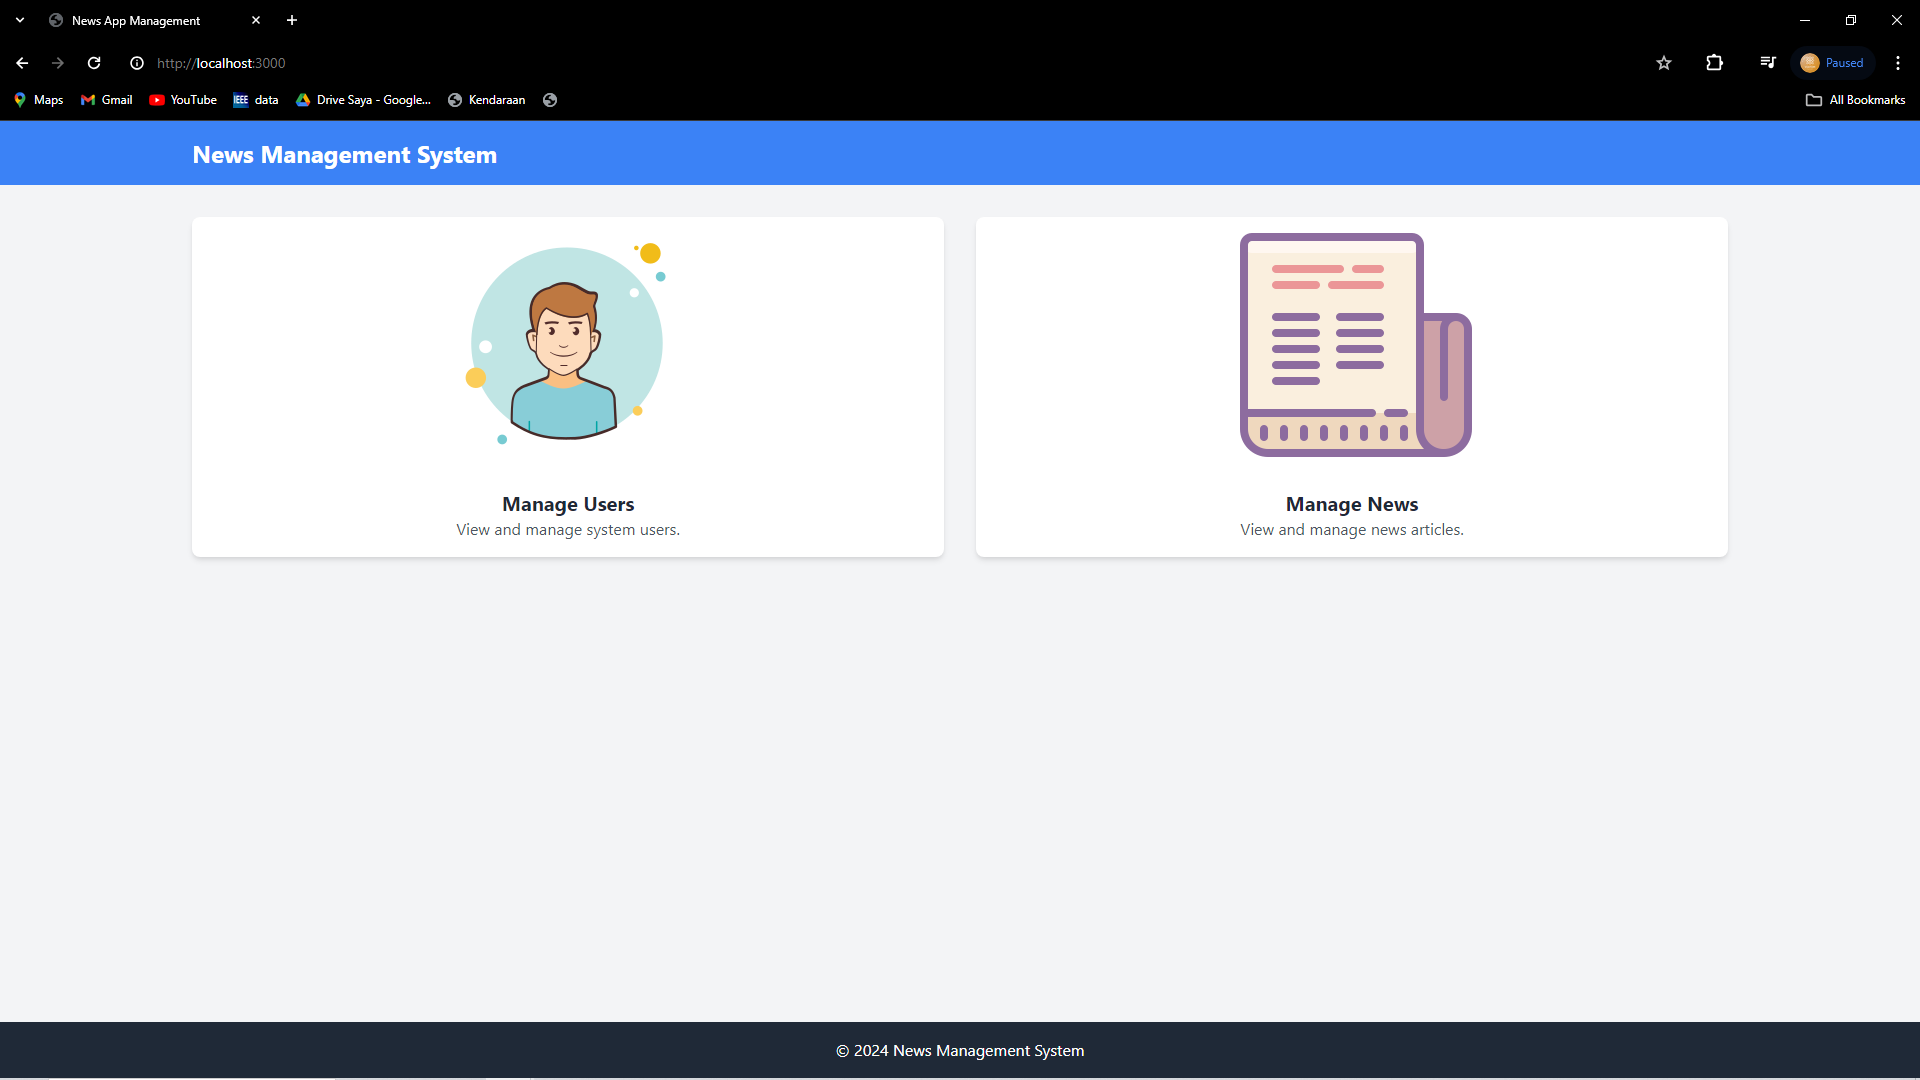 News App Management
http://localhost:3000
Paused
Maps
Gmail
YouTube
IEEE data
Drive Saya - Google...
Kendaraan
All Bookmarks
News Management System
Manage Users
View and manage system users.
Manage News
View and manage news articles.
© 2024 News Management System